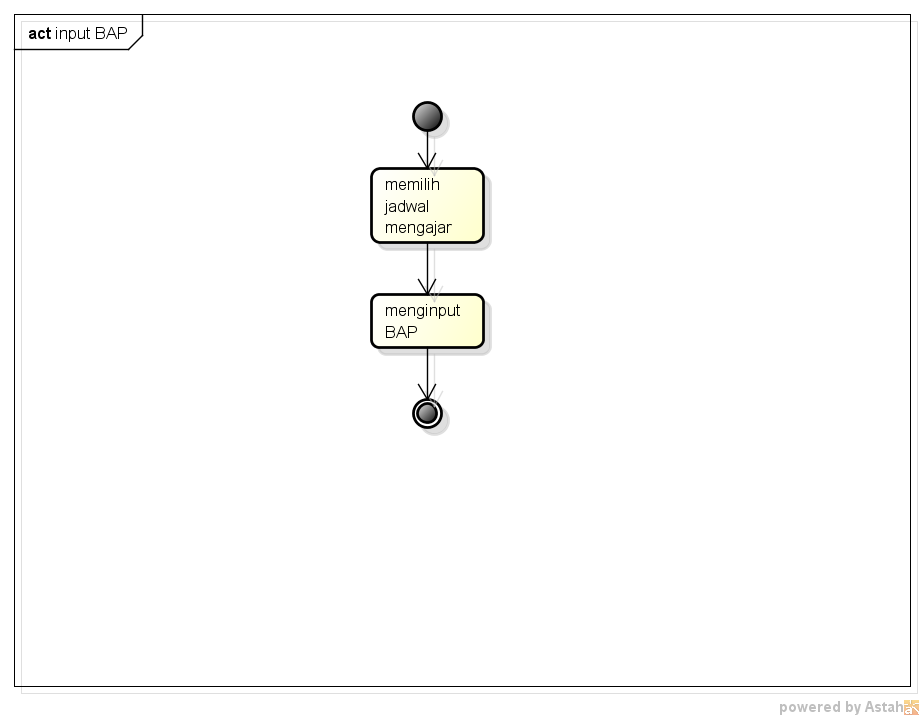 act input BAP
memilih
jadwal
mengajar
menginput
BAP
powered by Astah